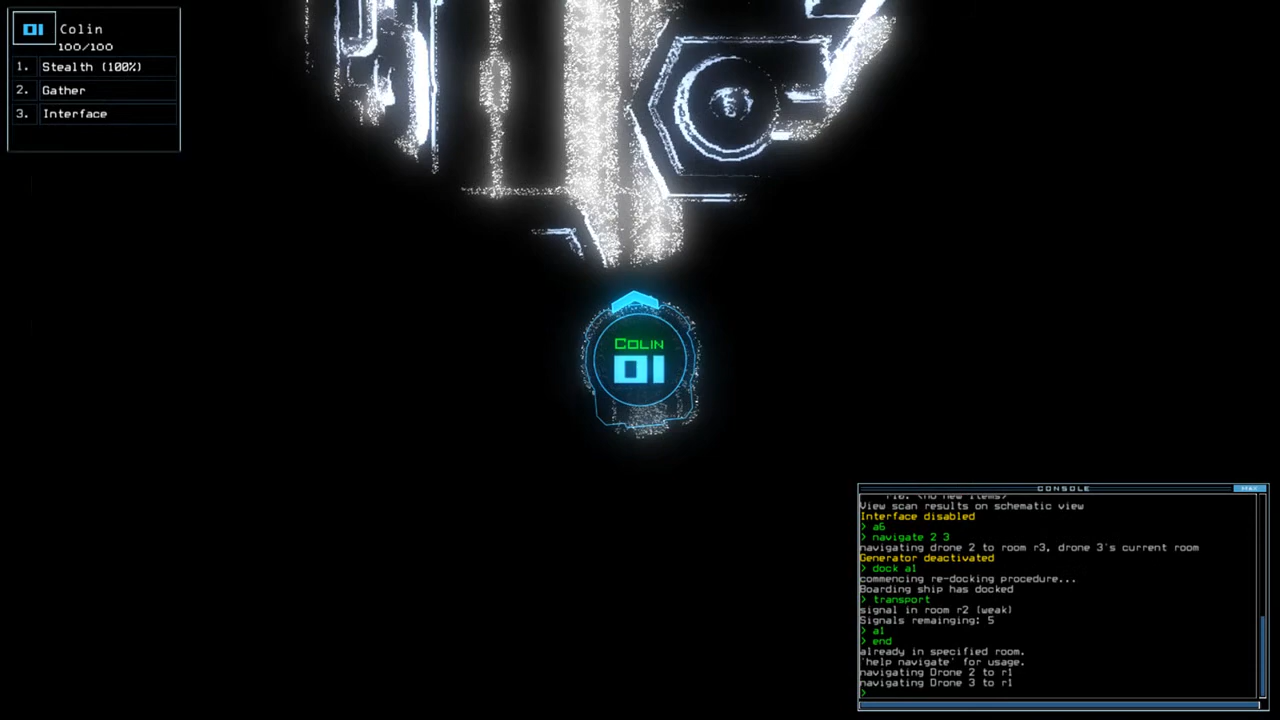 01 Colin
100/100
1. Stealth (100%)
2. Gather
3. Interface
COLIN
01
CONSOLE
View scan results on schematic view
Interface disabled
> a6
> navigate 2 3
navigating drone 2 to room r3, drone 3's current room
Generator deactivated
> dock a1
commencing re-docking procedure...
Boarding ship has docked
> transport
signal in room r2 (weak)
Signals remainging: 5
> a1
> end
already in specified room.
'help navigate' for usage.
navigating Drone 2 to r1
navigating Drone 3 to r1
>